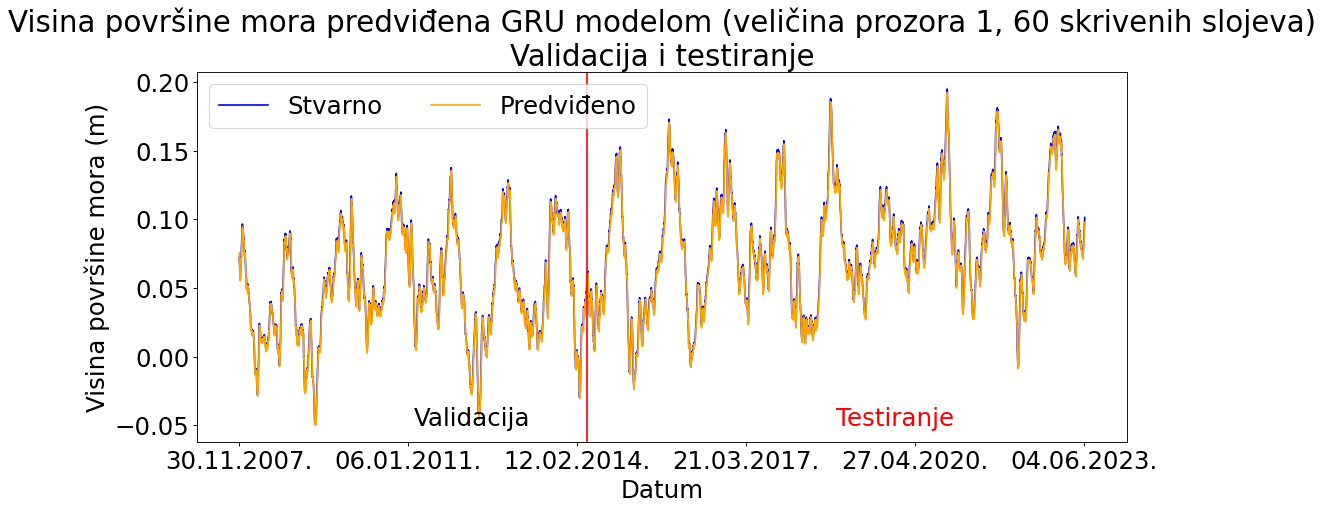 Visina površine mora predviđena GRU modelom (veličina prozora 1, 60 skrivenih slojeva)
Validacija i testiranje
Stvarno
Predviđeno
Visina površine mora (m)
0.20
0.15
0.10
0.05
0.00
−0.05
Validacija
Testiranje
30.11.2007.
06.01.2011.
12.02.2014.
21.03.2017.
27.04.2020.
04.06.2023.
Datum